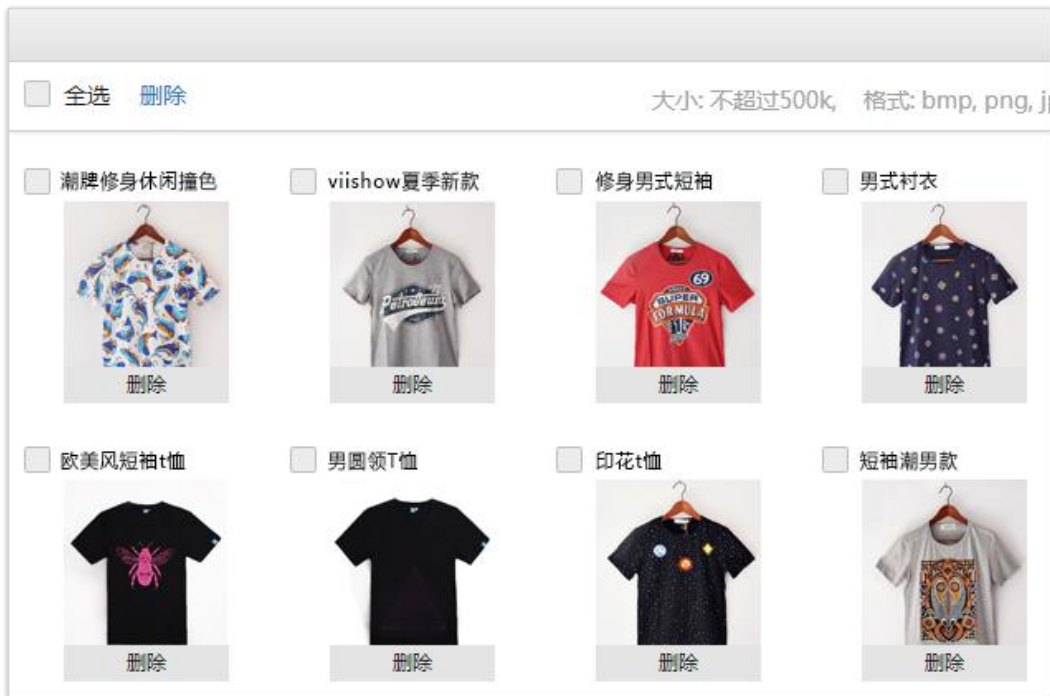 全选 删除 大小: 不超过500k, 格式: bmp, png, j
潮牌修身休闲撞色 viishow夏季新款 修身男式短袖 男式衬衣
Petroleum
69
SUPER
FORMULA
删除 删除 删除 删除
欧美风短袖t恤 男圆领T恤 印花t恤 短袖潮男款
删除 删除 删除 删除